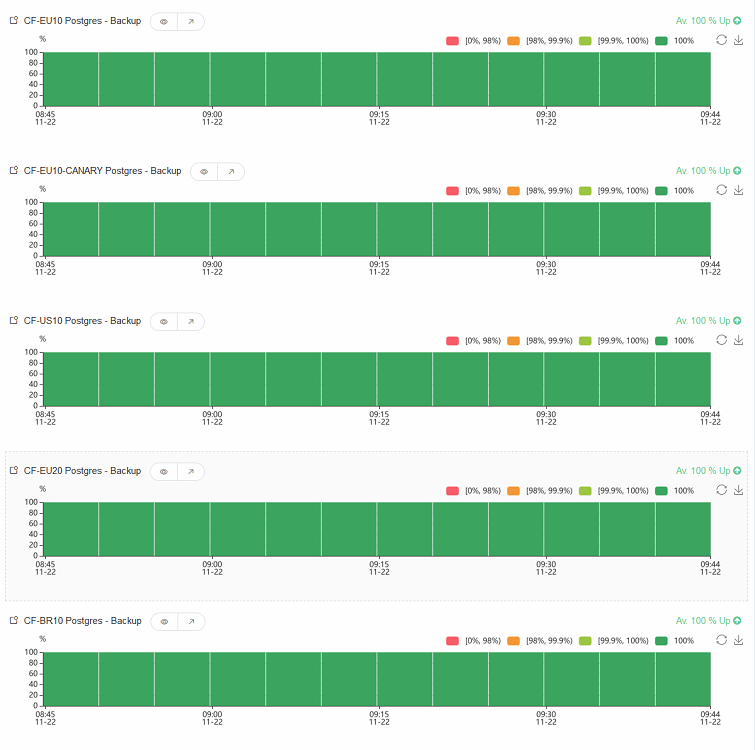 CF-EU10 Postgres - Backup Av. 100 % Up
% [0%, 98%) [98%, 99.9%) [99.9%, 100%) 100%
100
80
60
40
20
0
08:45 09:00 09:15 09:30 09:44
11-22 11-22 11-22 11-22 11-22
CF-EU10-CANARY Postgres - Backup Av. 100 % Up
% [0%, 98%) [98%, 99.9%) [99.9%, 100%) 100%
100
80
60
40
20
0
08:45 09:00 09:15 09:30 09:44
11-22 11-22 11-22 11-22 11-22
CF-US10 Postgres - Backup Av. 100 % Up
% [0%, 98%) [98%, 99.9%) [99.9%, 100%) 100%
100
80
60
40
20
0
08:45 09:00 09:15 09:30 09:44
11-22 11-22 11-22 11-22 11-22
CF-EU20 Postgres - Backup Av. 100 % Up
% [0%, 98%) [98%, 99.9%) [99.9%, 100%) 100%
100
80
60
40
20
0
08:45 09:00 09:15 09:30 09:44
11-22 11-22 11-22 11-22 11-22
CF-BR10 Postgres - Backup Av. 100 % Up
% [0%, 98%) [98%, 99.9%) [99.9%, 100%) 100%
100
80
60
40
20
0
08:45 09:00 09:15 09:30 09:44
11-22 11-22 11-22 11-22 11-22